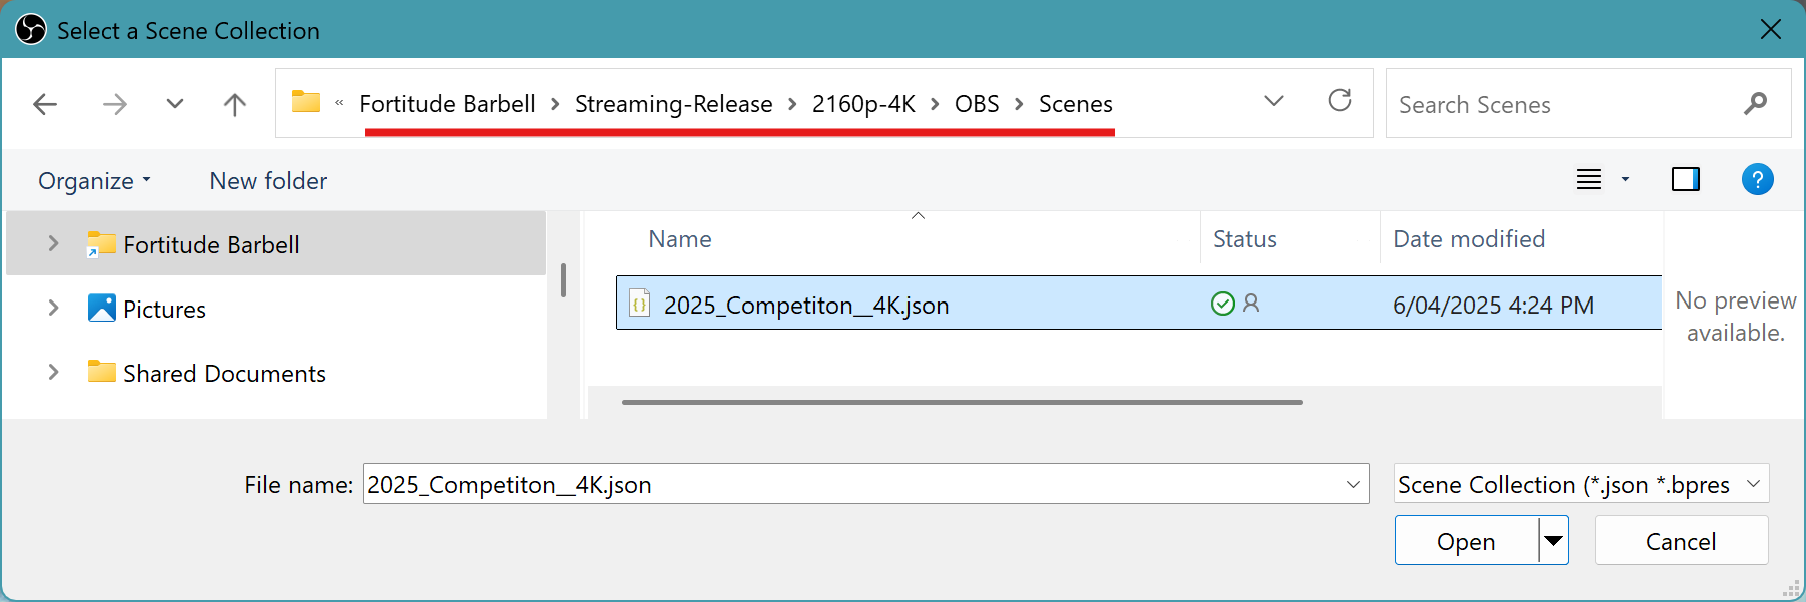 Select a Scene Collection
« Fortitude Barbell > Streaming-Release > 2160p-4K > OBS > Scenes
Search Scenes
Organize
New folder
?
Fortitude Barbell
Pictures
Shared Documents
Name
Status
Date modified
2025_Competiton__4K.json
6/04/2025 4:24 PM
No preview
available.
File name:
2025_Competiton__4K.json
Scene Collection (*.json *.bpres
Open
Cancel